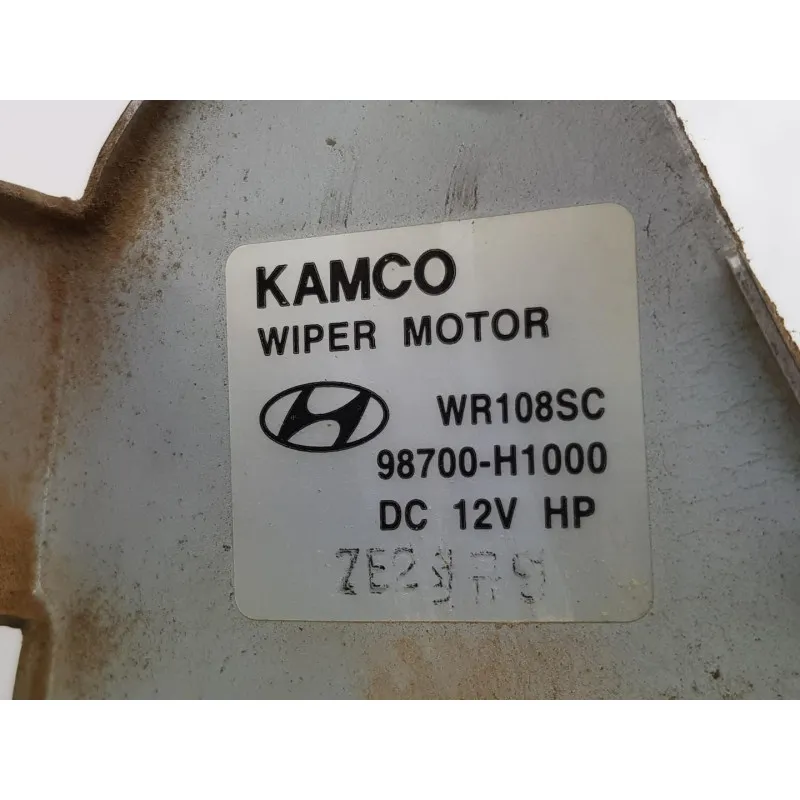 KAMCO
WIPER MOTOR
WR108SC
98700-H1000
DC 12V HP